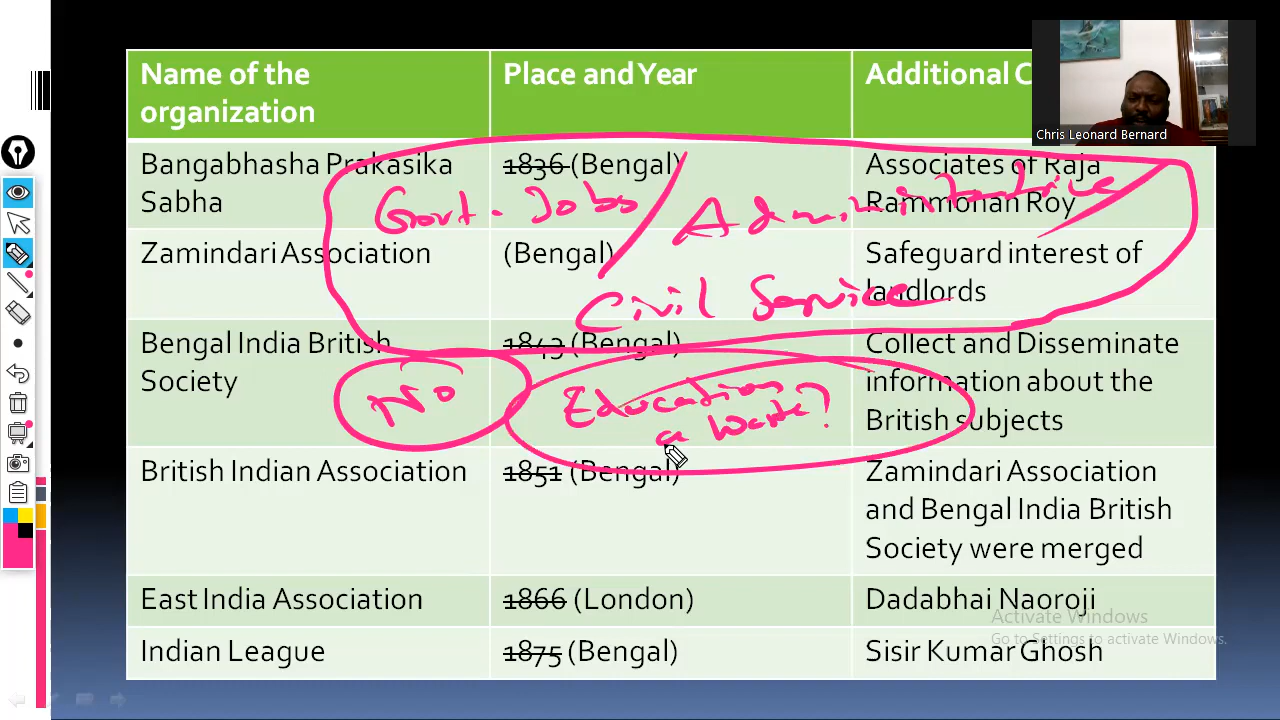 Name of the
organization
Place and Year
Additional C
Chris Leonard Bernard
Bangabhasha Prakasika
Sabha
1836 (Bengal)
Associates of Raja
Rammohan Roy
Govt. Jobs / Administrative
Civil Service
Zamindari Association
(Bengal)
Safeguard interest of
landlords
Bengal India British
Society
1843 (Bengal)
Collect and Disseminate
information about the
British subjects
NO
Education
a waste?
British Indian Association
1851 (Bengal)
Zamindari Association
and Bengal India British
Society were merged
East India Association
1866 (London)
Dadabhai Naoroji
Indian League
1875 (Bengal)
Sisir Kumar Ghosh
Activate Windows
Go to Settings to activate Windows.